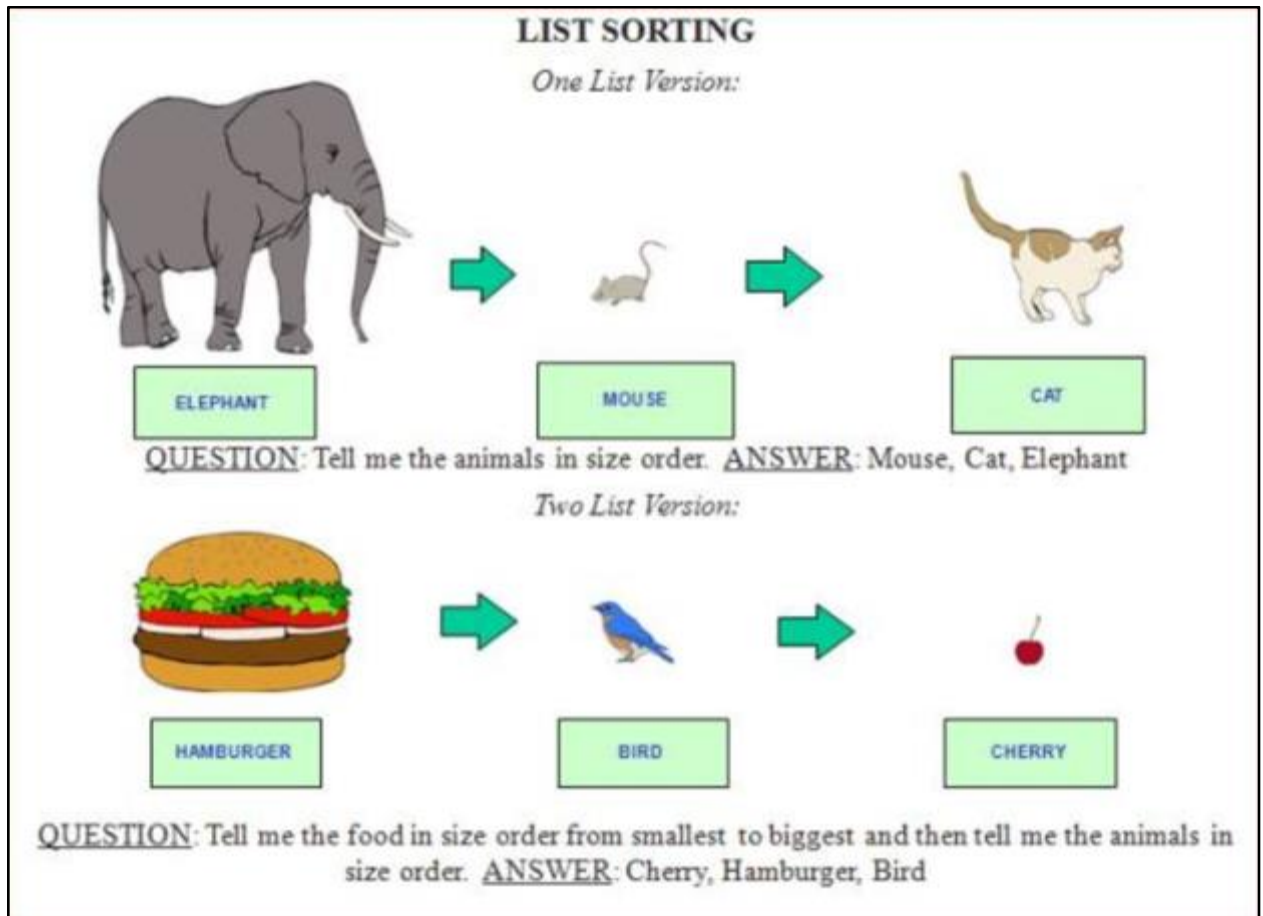 LIST SORTING
One List Version:
ELEPHANT
MOUSE
CAT
QUESTION: Tell me the animals in size order. ANSWER: Mouse, Cat, Elephant
Two List Version:
HAMBURGER
BIRD
CHERRY
QUESTION: Tell me the food in size order from smallest to biggest and then tell me the animals in
size order. ANSWER: Cherry, Hamburger, Bird